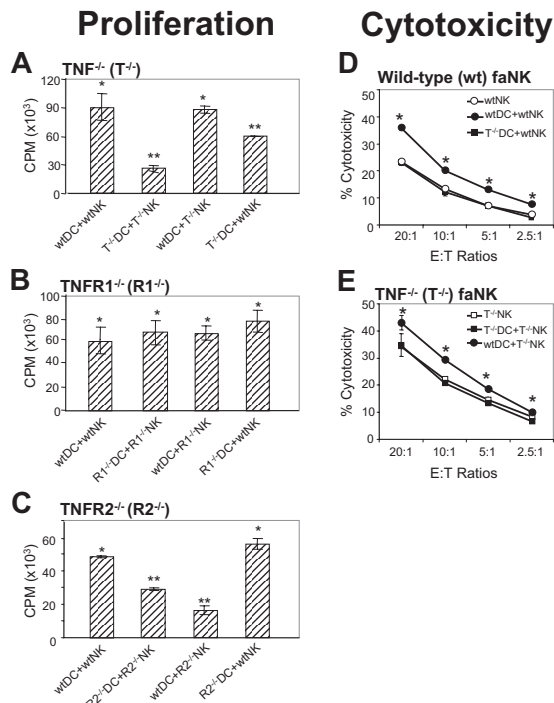 Proliferation
Cytotoxicity
A
TNF-/- (T-/-)
CPM (x10³)
120
90
60
30
0
*
**
*
**
wtDC+wtNK
T-/-DC+T-/-NK
wtDC+T-/-NK
T-/-DC+wtNK
B
TNFR1-/- (R1-/-)
CPM (x10³)
100
80
60
40
20
0
*
*
*
*
wtDC+wtNK
R1-/-DC+R1-/-NK
wtDC+R1-/-NK
R1-/-DC+wtNK
C
TNFR2-/- (R2-/-)
CPM (x10³)
60
40
20
0
*
**
**
*
wtDC+wtNK
R2-/-DC+R2-/-NK
wtDC+R2-/-NK
R2-/-DC+wtNK
D
Wild-type (wt) faNK
% Cytotoxicity
50
40
30
20
10
0
wtNK
wtDC+wtNK
T-/-DC+wtNK
*
*
*
*
20:1 10:1 5:1 2.5:1
E:T Ratios
E
TNF-/- (T-/-) faNK
% Cytotoxicity
50
40
30
20
10
0
T-/-NK
T-/-DC+T-/-NK
wtDC+T-/-NK
*
*
*
*
20:1 10:1 5:1 2.5:1
E:T Ratios